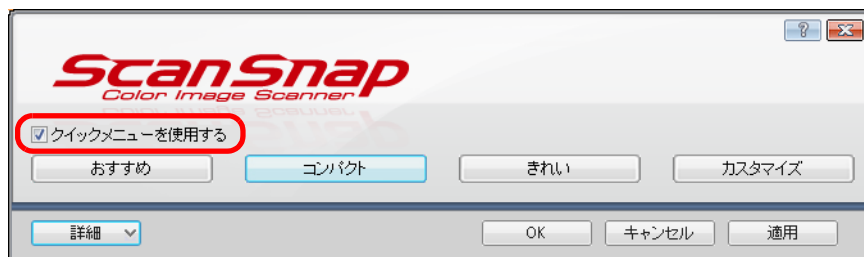 ScanSnap
Color Image Scanner
クイックメニューを使用する
おすすめ コンパクト きれい カスタマイズ
詳細 OK キャンセル 適用